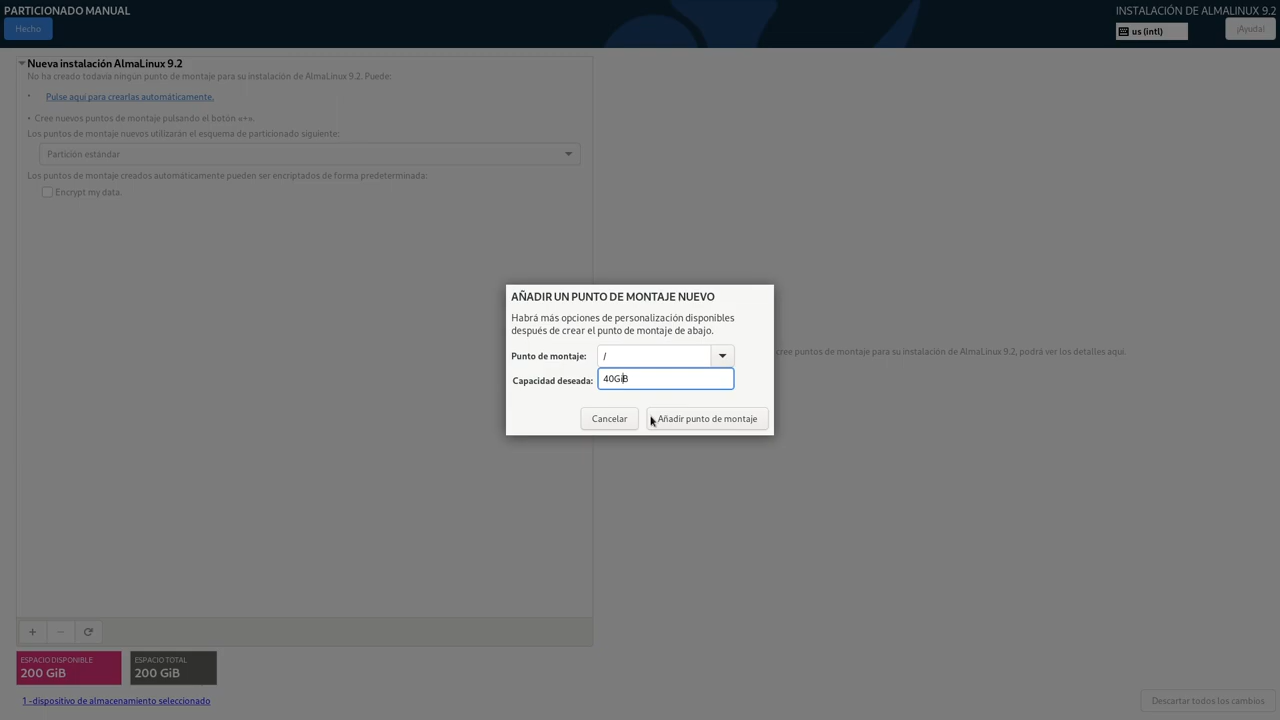 PARTICIONADO MANUAL
INSTALACIÓN DE ALMALINUX 9.2
Hecho
us (intl)
¡Ayuda!
Nueva instalación AlmaLinux 9.2
No ha creado todavía ningún punto de montaje para su instalación de AlmaLinux 9.2. Puede:
• Pulse aquí para crearlas automáticamente.
• Cree nuevos puntos de montaje pulsando el botón «+».
Los puntos de montaje nuevos utilizarán el esquema de particionado siguiente:
Partición estándar
Los puntos de montaje creados automáticamente pueden ser encriptados de forma predeterminada:
Encrypt my data.
AÑADIR UN PUNTO DE MONTAJE NUEVO
Habrá más opciones de personalización disponibles
después de crear el punto de montaje de abajo.
Punto de montaje: /
Capacidad deseada: 40GiB
Cancelar
Añadir punto de montaje
cree puntos de montaje para su instalación de AlmaLinux 9.2, podrá ver los detalles aquí.
+
−
ESPACIO DISPONIBLE
200 GiB
ESPACIO TOTAL
200 GiB
1 -dispositivo de almacenamiento seleccionado
Descartar todos los cambios